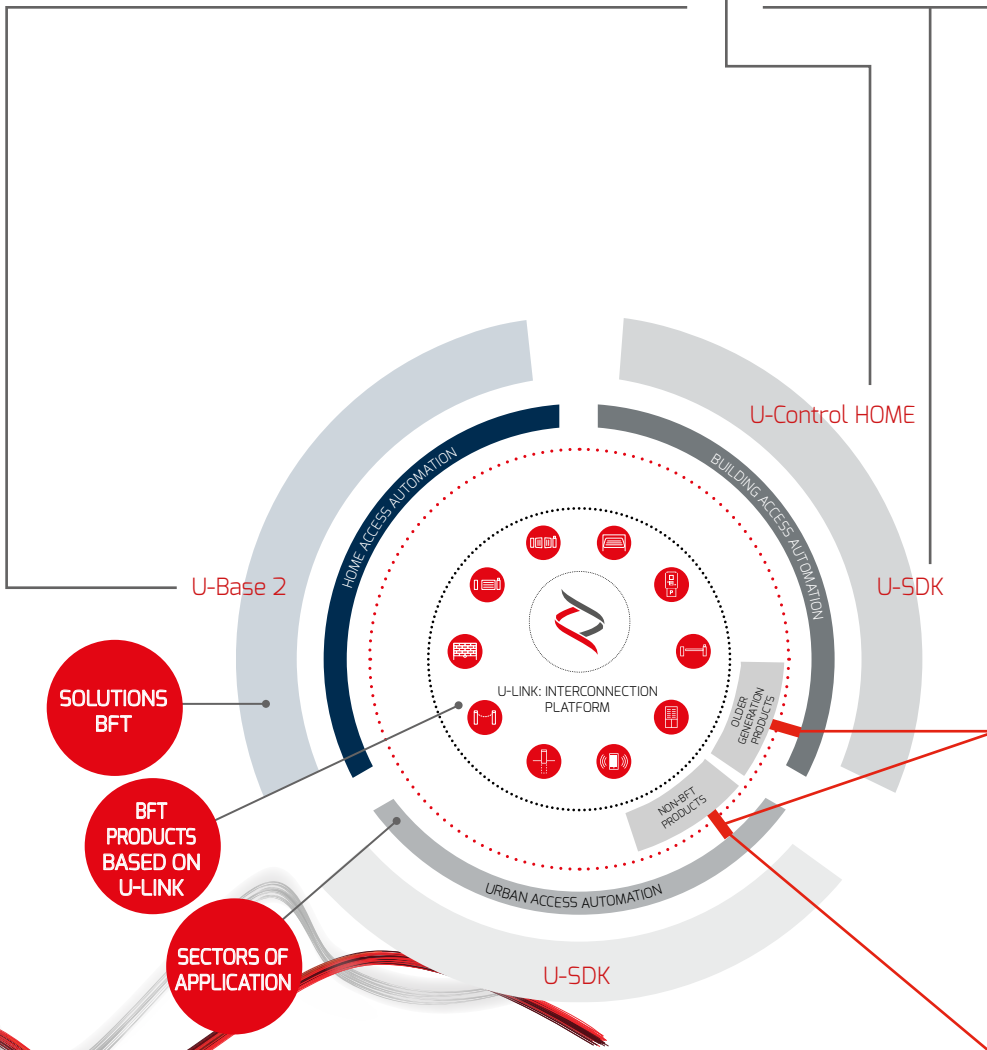 U-Control HOME
HOME ACCESS AUTOMATION
BUILDING ACCESS AUTOMATION
U-Base 2
U-SDK
P
SOLUTIONS
BFT
U-LINK: INTERCONNECTION
PLATFORM
OLDER
GENERATION
PRODUCTS
NON-BFT
PRODUCTS
BFT
PRODUCTS
BASED ON
U-LINK
URBAN ACCESS AUTOMATION
SECTORS OF
APPLICATION
U-SDK